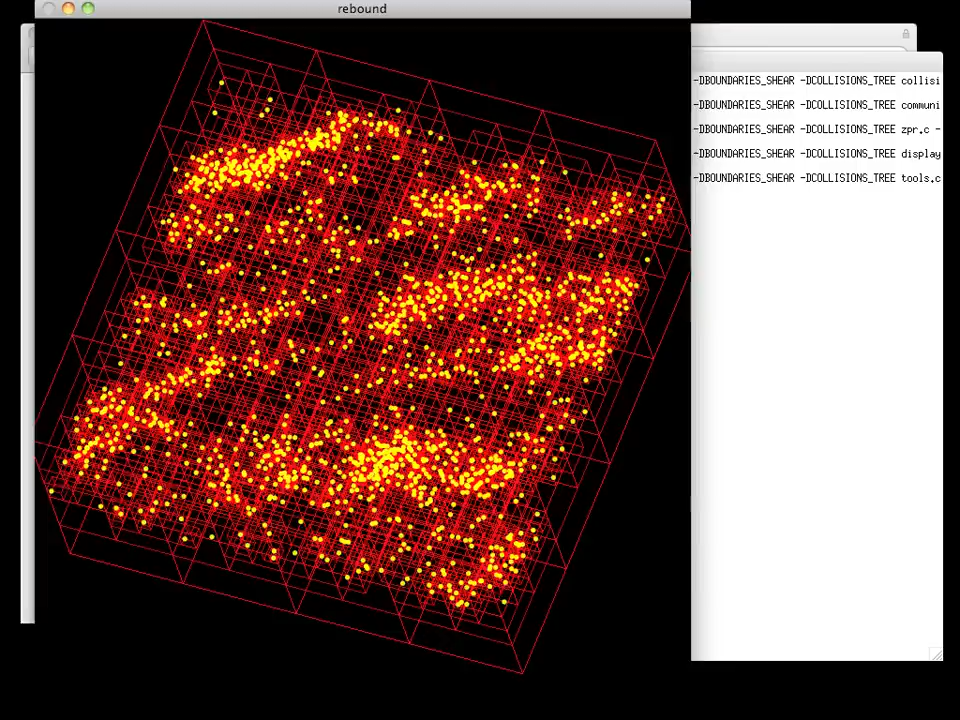 rebound
-DBOUNDARIES_SHEAR -DCOLLISIONS_TREE collisi
-DBOUNDARIES_SHEAR -DCOLLISIONS_TREE communi
-DBOUNDARIES_SHEAR -DCOLLISIONS_TREE zpr.c -
-DBOUNDARIES_SHEAR -DCOLLISIONS_TREE display
-DBOUNDARIES_SHEAR -DCOLLISIONS_TREE tools.c